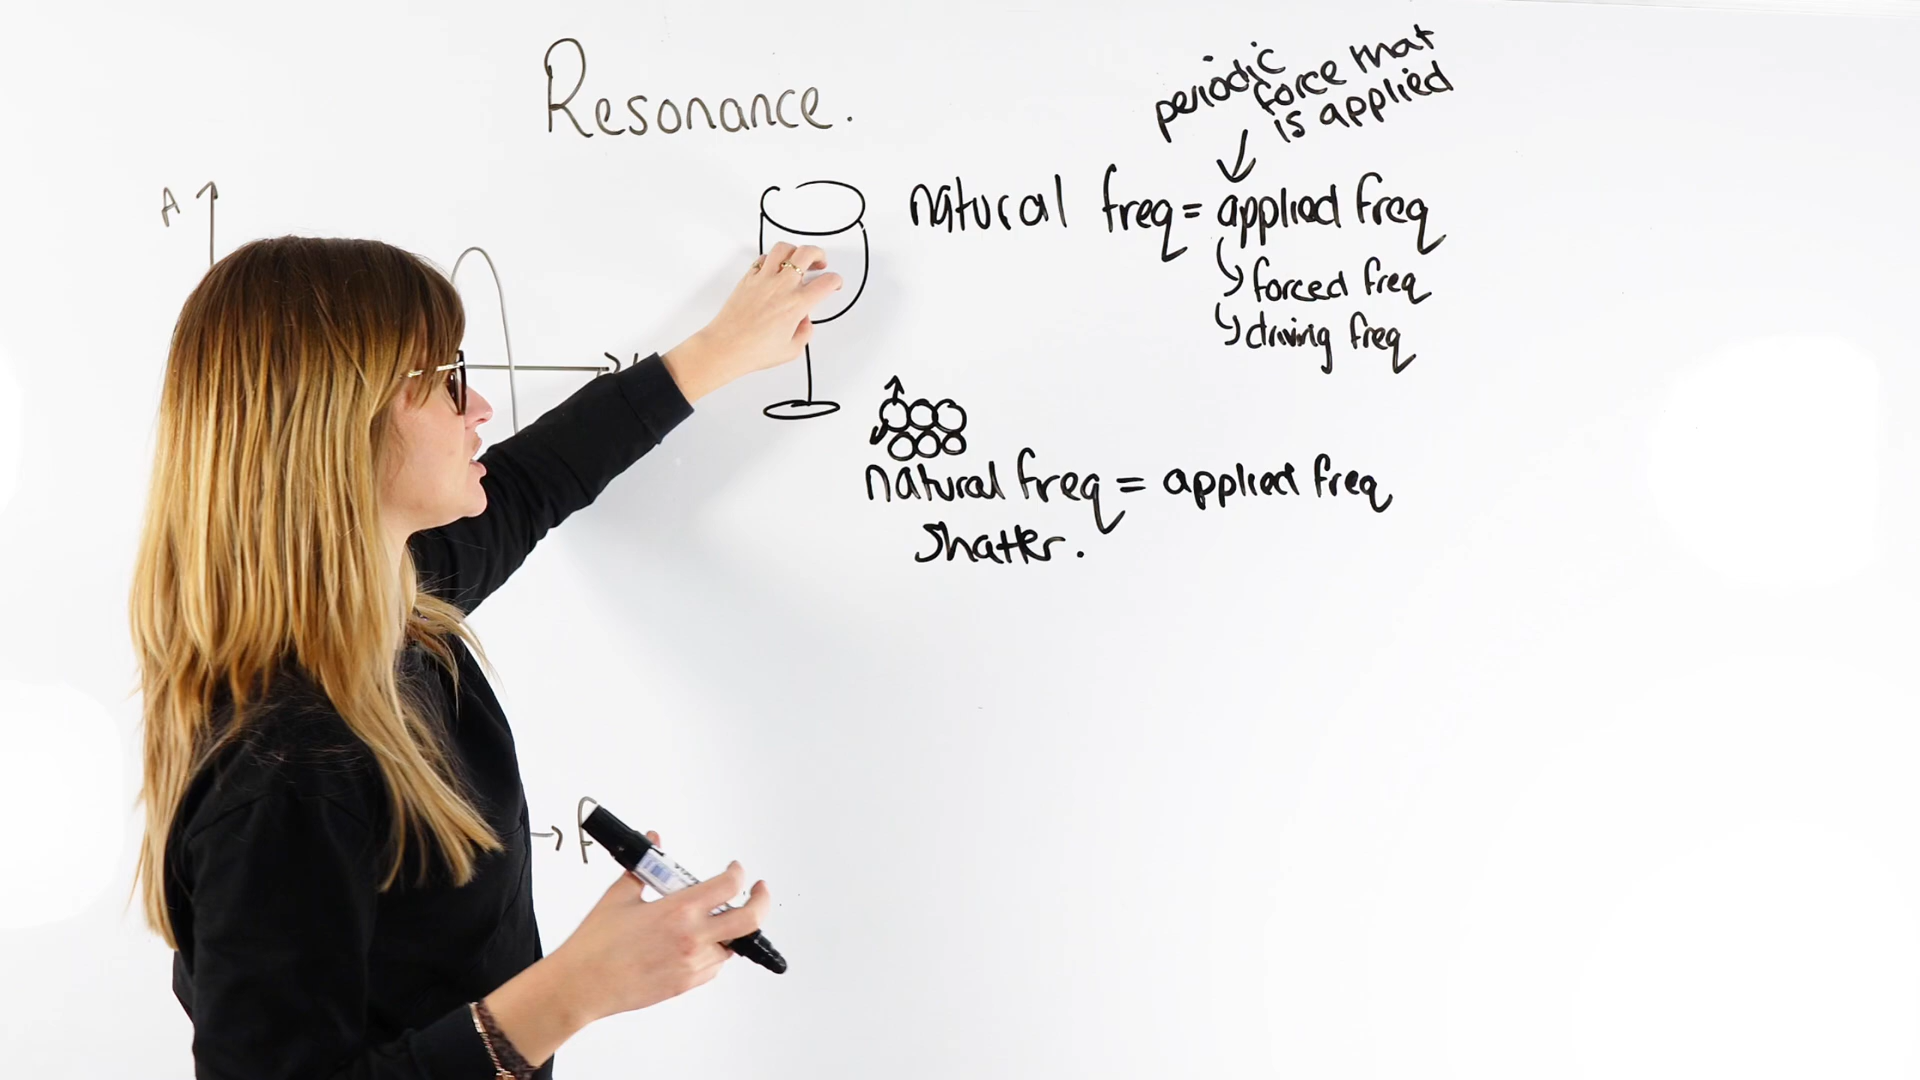 Resonance.
periodic
force that
is applied
A
natural freq = applied freq
forced freq
driving freq
natural freq = applied freq
shatter.